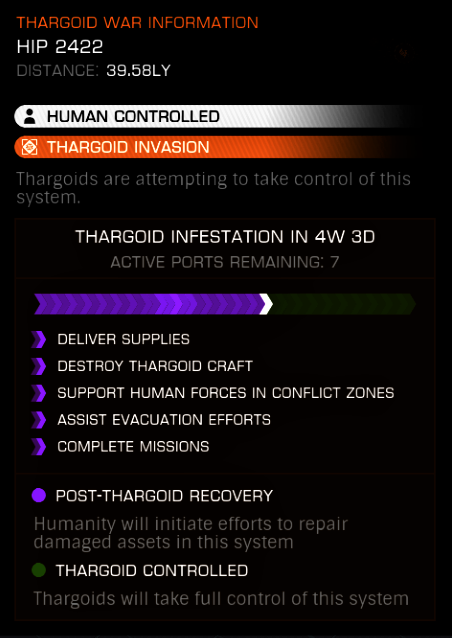 THARGOID WAR INFORMATION
HIP 2422
DISTANCE: 39.58LY
HUMAN CONTROLLED
THARGOID INVASION
Thargoids are attempting to take control of this
system.
THARGOID INFESTATION IN 4W 3D
ACTIVE PORTS REMAINING: 7
DELIVER SUPPLIES
DESTROY THARGOID CRAFT
SUPPORT HUMAN FORCES IN CONFLICT ZONES
ASSIST EVACUATION EFFORTS
COMPLETE MISSIONS
POST-THARGOID RECOVERY
Humanity will initiate efforts to repair
damaged assets in this system
THARGOID CONTROLLED
Thargoids will take full control of this system